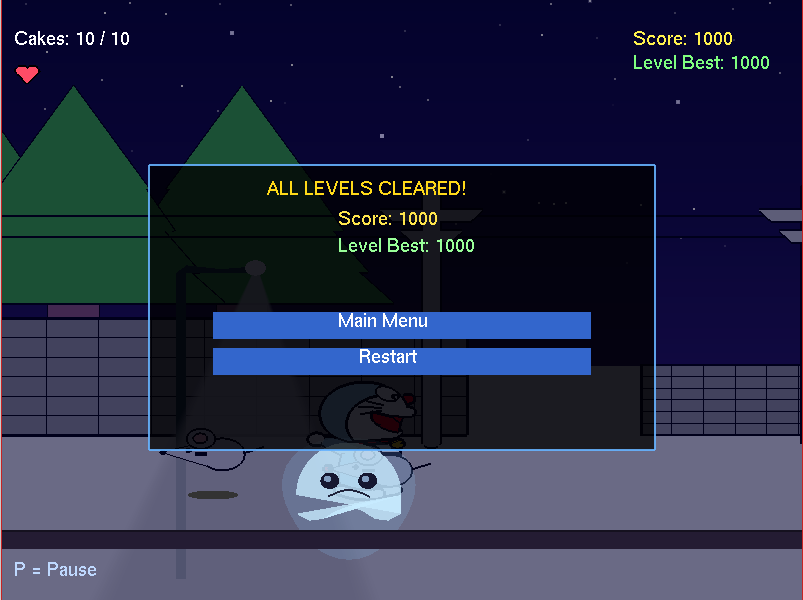 Cakes: 10 / 10
Score: 1000
Level Best: 1000
ALL LEVELS CLEARED!
Score: 1000
Level Best: 1000
Main Menu
Restart
P = Pause